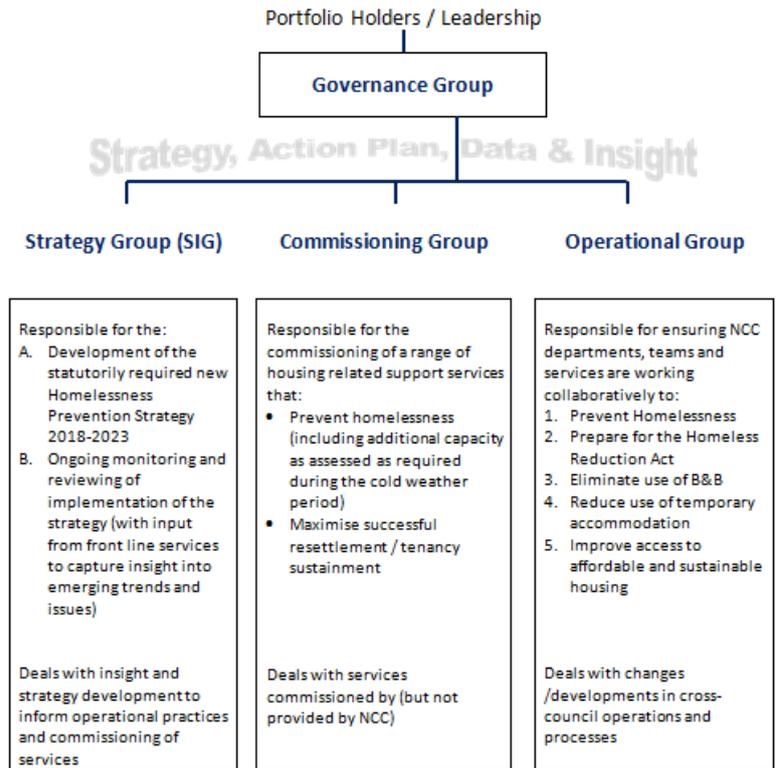 Portfolio Holders / Leadership
Governance Group
Strategy, Action Plan, Data & Insight
Strategy Group (SIG)
Commissioning Group
Operational Group
Responsible for the:
A. Development of the
statutorily required new
Homelessness
Prevention Strategy
2018-2023
B. Ongoing monitoring and
reviewing of
implementation of the
strategy (with input
from front line services
to capture insight into
emerging trends and
issues)
Deals with insight and
strategy development to
inform operational practices
and commissioning of
services
Responsible for the
commissioning of a range of
housing related support services
that:
• Prevent homelessness
(including additional capacity
as assessed as required
during the cold weather
period)
• Maximise successful
resettlement / tenancy
sustainment
Deals with services
commissioned by (but not
provided by NCC)
Responsible for ensuring NCC
departments, teams and
services are working
collaboratively to:
1. Prevent Homelessness
2. Prepare for the Homeless
Reduction Act
3. Eliminate use of B&B
4. Reduce use of temporary
accommodation
5. Improve access to
affordable and sustainable
housing
Deals with changes
/developments in cross-
council operations and
processes